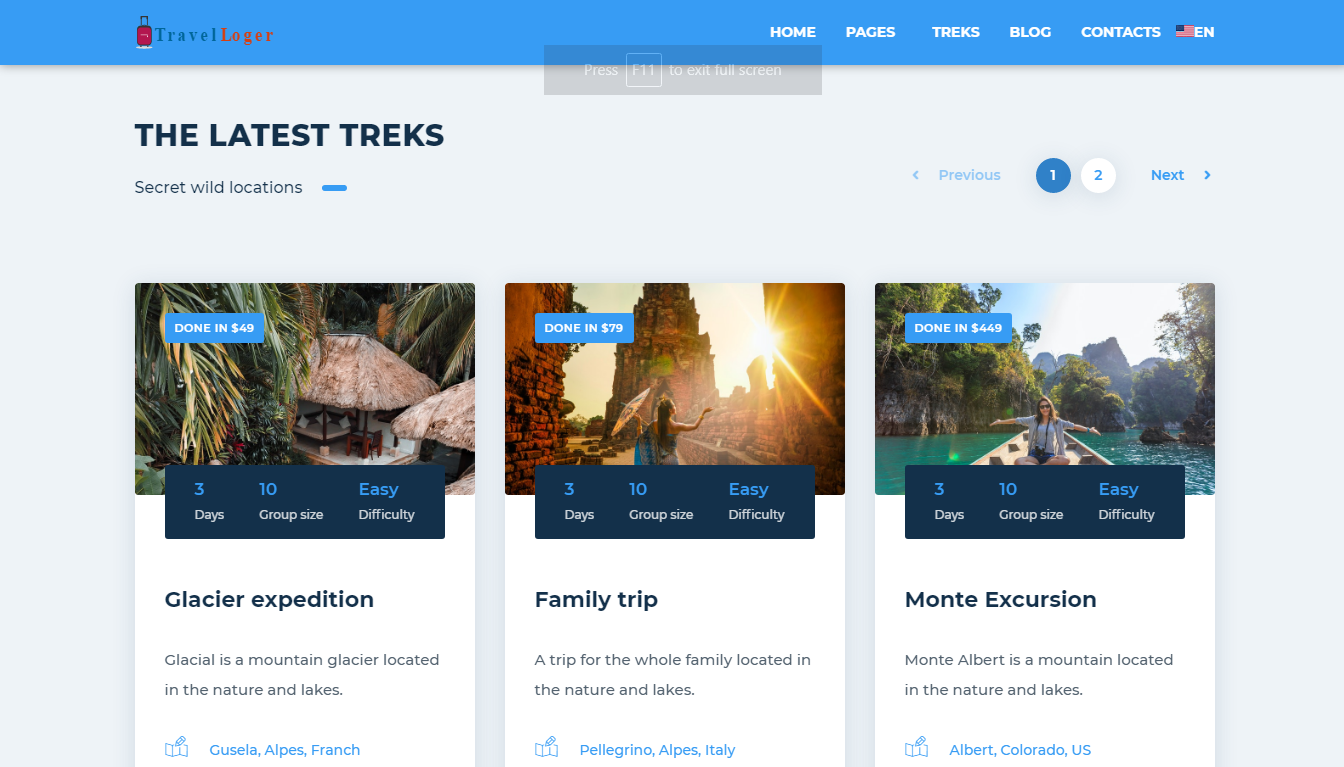 Travel Loger
HOME PAGES TREKS BLOG CONTACTS EN
Press F11 to exit full screen
THE LATEST TREKS
Secret wild locations
Previous 1 2 Next
DONE IN $49
3 10 Easy
Days Group size Difficulty
Glacier expedition
Glacial is a mountain glacier located
in the nature and lakes.
Gusela, Alpes, Franch
DONE IN $79
3 10 Easy
Days Group size Difficulty
Family trip
A trip for the whole family located in
the nature and lakes.
Pellegrino, Alpes, Italy
DONE IN $449
3 10 Easy
Days Group size Difficulty
Monte Excursion
Monte Albert is a mountain located
in the nature and lakes.
Albert, Colorado, US